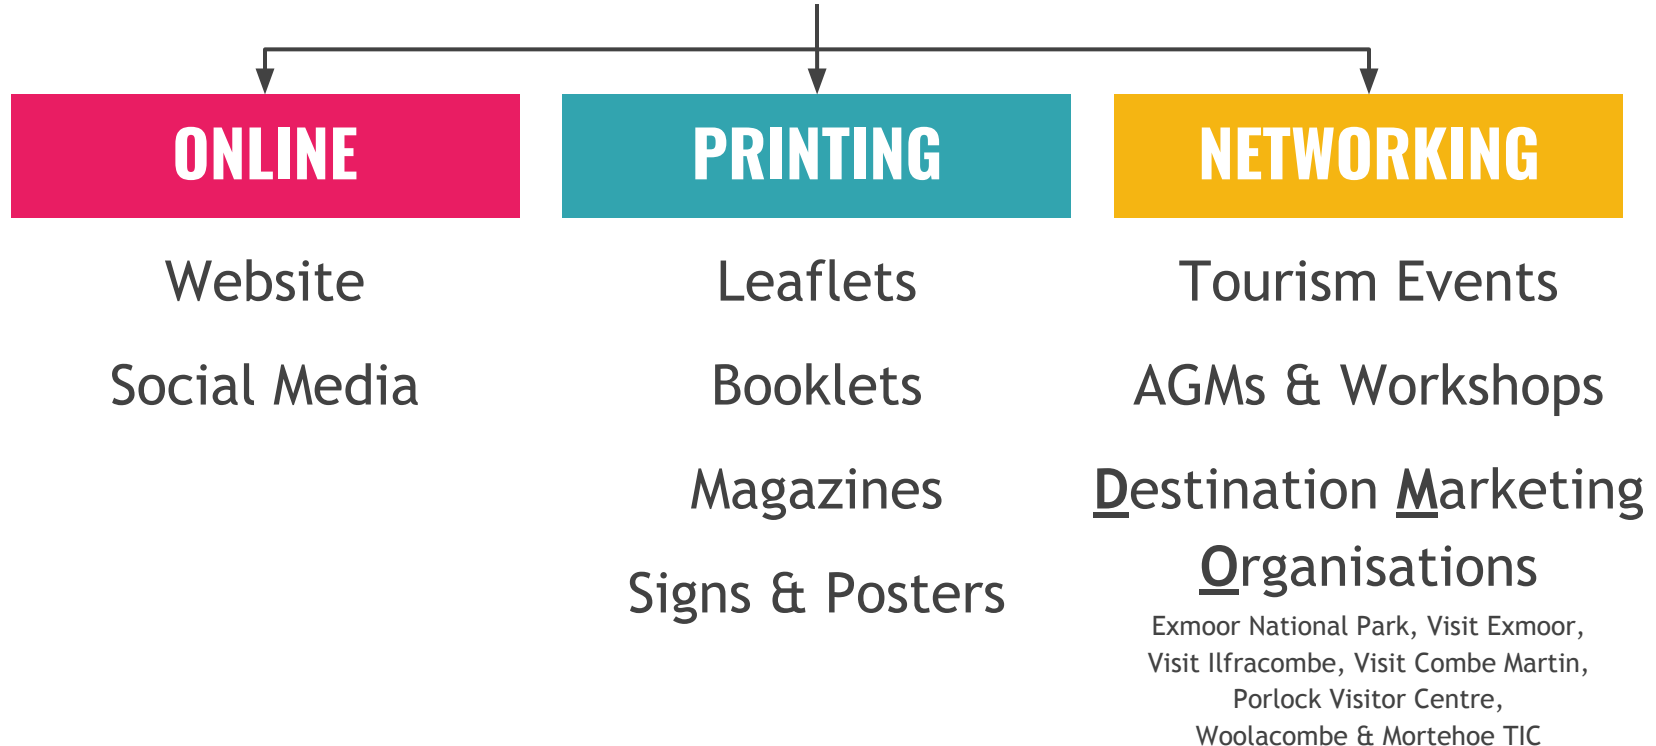 ONLINE
Website
Social Media
PRINTING
Leaflets
Booklets
Magazines
Signs & Posters
NETWORKING
Tourism Events
AGMs & Workshops
Destination Marketing
Organisations
Exmoor National Park, Visit Exmoor,
Visit Ilfracombe, Visit Combe Martin,
Porlock Visitor Centre,
Woolacombe & Mortehoe TIC